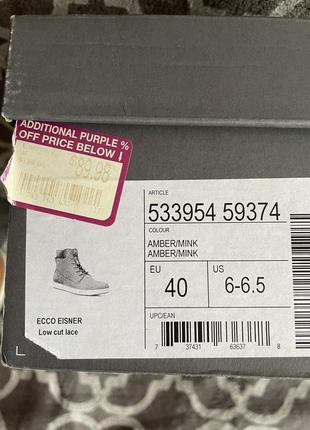 ADDITIONAL PURPLE %
OFF PRICE BELOW
$89.98
ARTICLE
533954 59374
COLOUR
AMBER/MINK
AMBER/MINK
EU
US
40
6-6.5
ECCO EISNER
Low cut lace
UPC/EAN
7 37431 63637 8